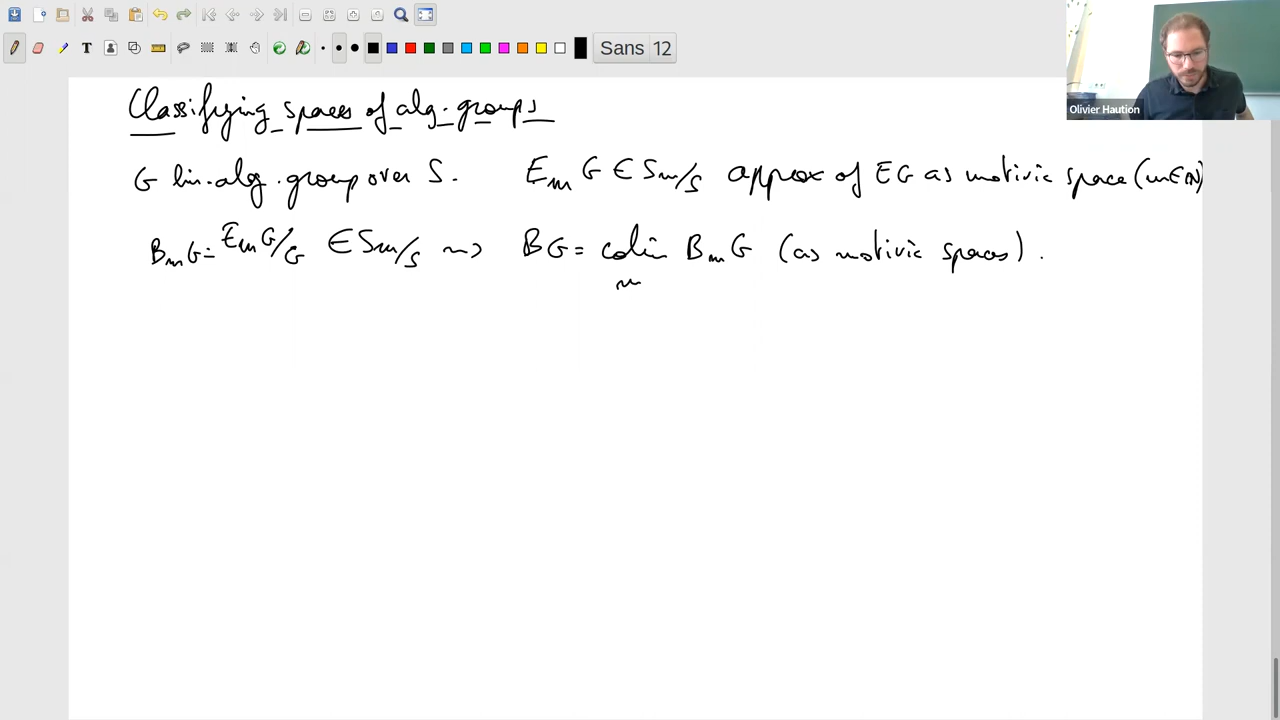 Sans 12
Olivier Haution
Classifying spaces of alg. groups
G lin. alg. group over S. E_m G ∈ Sm/S approx of EG as motivic space (m∈ℕ)
B_m G = E_m G/G ∈ Sm/S ⇝ BG = colim B_m G (as motivic spaces).
m